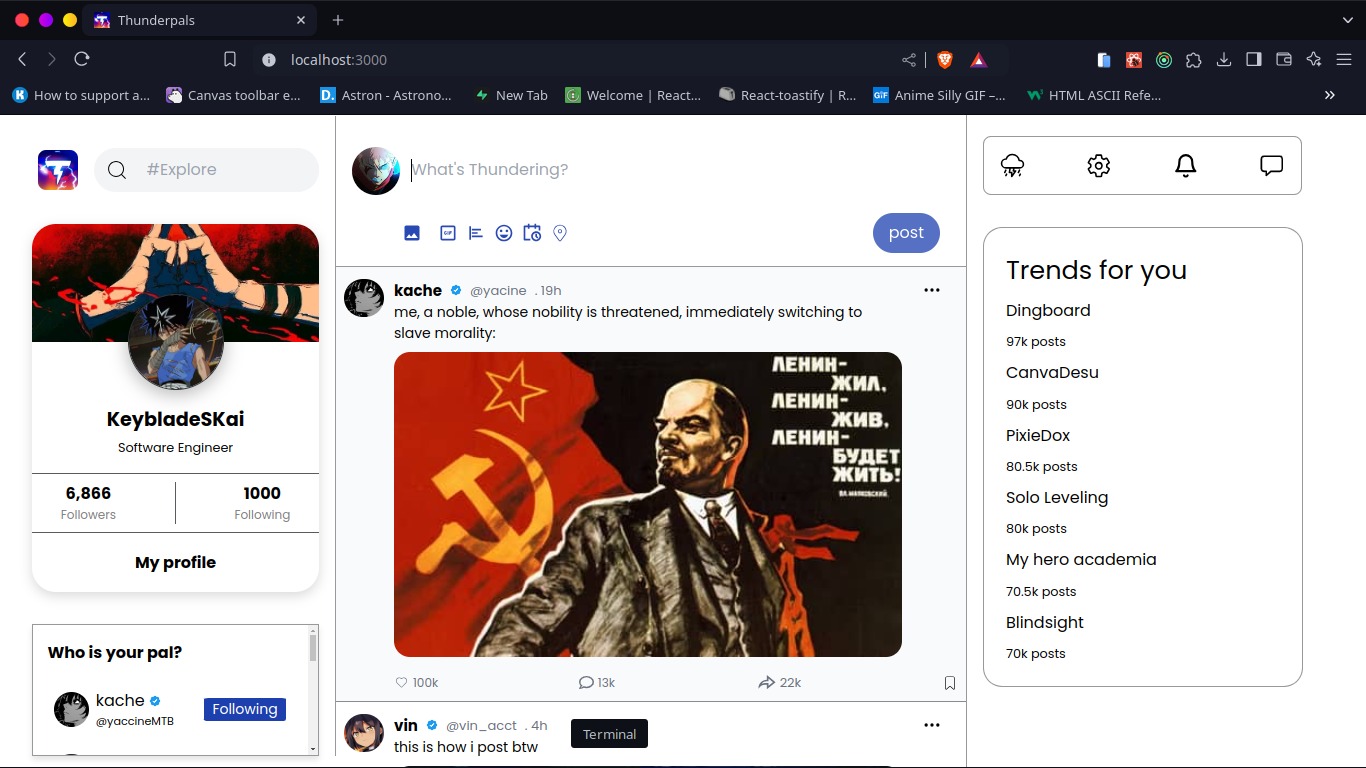 Thunderpals
localhost:3000
How to support a...
Canvas toolbar e...
D.
Astron - Astrono...
New Tab
Welcome | React...
React-toastify | R...
GIF
Anime Silly GIF –...
HTML ASCII Refe...
#Explore
KeybladeSKai
Software Engineer
6,866 1000
Followers Following
My profile
Who is your pal?
kache
@yaccineMTB
Following
What's Thundering?
GIF
post
kache @yacine . 19h
me, a noble, whose nobility is threatened, immediately switching to
slave morality:
ЛЕНИН-
ЖИЛ,
ЛЕНИН-
ЖИВ,
ЛЕНИН-
БУДЕТ
ЖИТЬ!
ВЛ. МАЯКОВСКИЙ.
100k 13k 22k
vin @vin_acct . 4h
this is how i post btw
Terminal
Trends for you
Dingboard
97k posts
CanvaDesu
90k posts
PixieDox
80.5k posts
Solo Leveling
80k posts
My hero academia
70.5k posts
Blindsight
70k posts